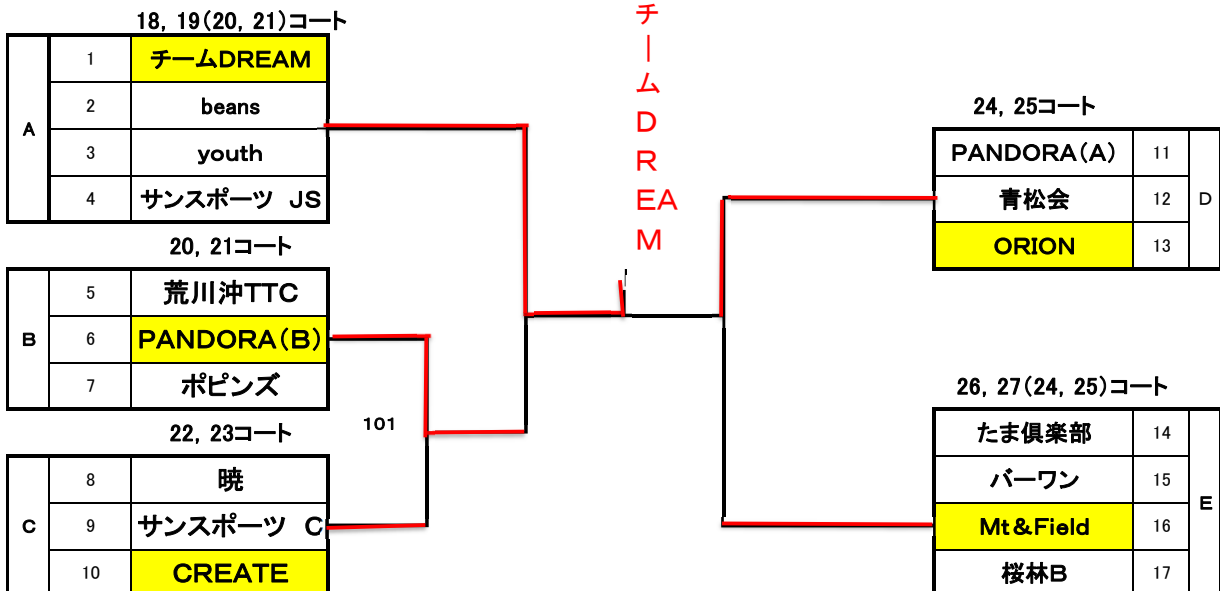 18, 19(20, 21)コート
A
1 チームDREAM
2 beans
3 youth
4 サンスポーツ JS
20, 21コート
B
5 荒川沖TTC
6 PANDORA(B)
7 ポピンズ
22, 23コート
C
8 暁
9 サンスポーツ C
10 CREATE
101
チ
ー
ム
D
R
EA
M
24, 25コート
PANDORA(A) 11
青松会 12
ORION 13
D
26, 27(24, 25)コート
たま倶楽部 14
バーワン 15
Mt&Field 16
桜林B 17
E